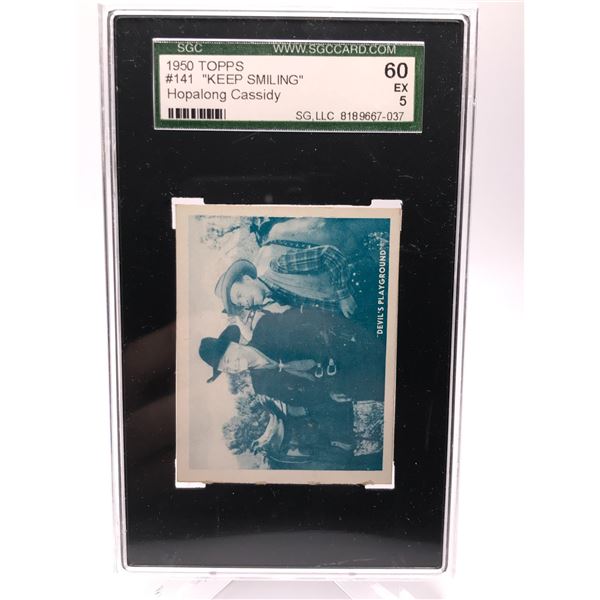 SGC WWW.SGCCARD.COM
1950 TOPPS
#141 "KEEP SMILING"
Hopalong Cassidy
60
EX
5
SG, LLC 8189667-037
"DEVIL'S PLAYGROUND"